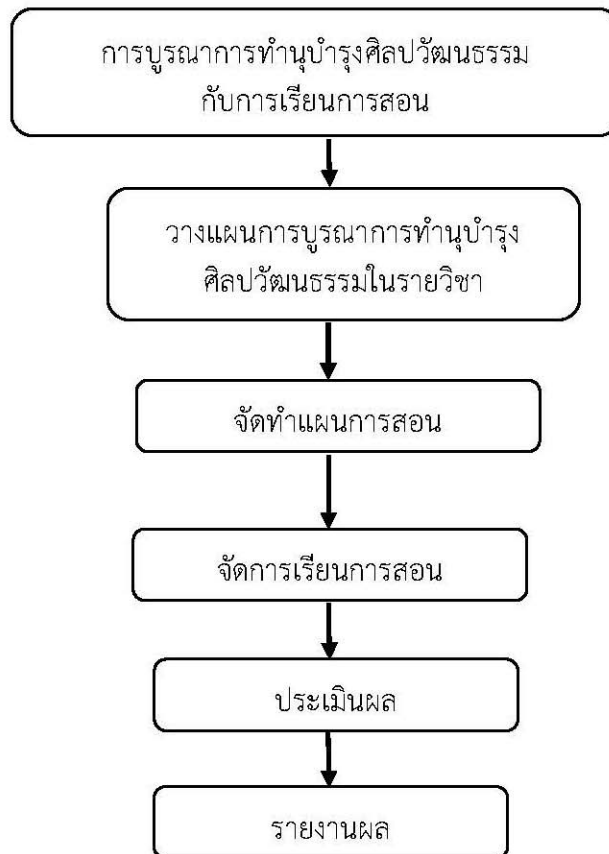 การบูรณาการทำนุบำรุงศิลปวัฒนธรรม
กับการเรียนการสอน
วางแผนการบูรณาการทำนุบำรุง
ศิลปวัฒนธรรมในรายวิชา
จัดทำแผนการสอน
จัดการเรียนการสอน
ประเมินผล
รายงานผล